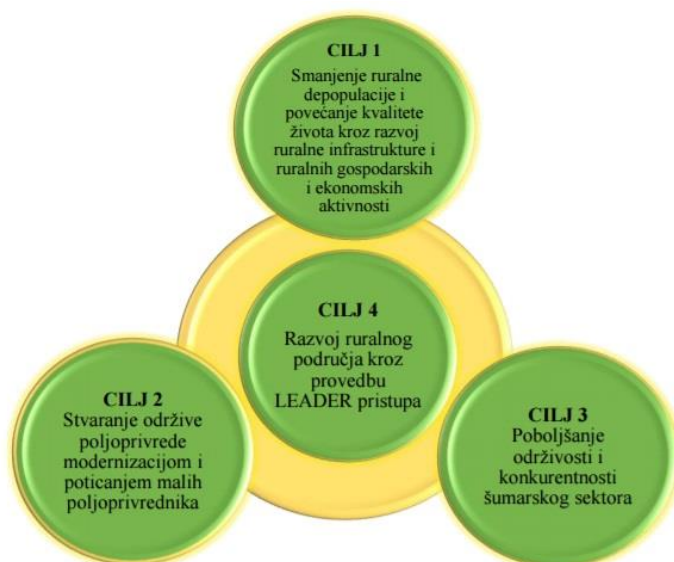 CILJ 1
Smanjenje ruralne
depopulacije i
povećanje kvalitete
života kroz razvoj
ruralne infrastrukture i
ruralnih gospodarskih
i ekonomskih
aktivnosti
CILJ 4
Razvoj ruralnog
područja kroz
provedbu
LEADER pristupa
CILJ 2
Stvaranje održive
poljoprivrede
modernizacijom i
poticanjem malih
poljoprivrednika
CILJ 3
Poboljšanje
održivosti i
konkurentnosti
šumarskog sektora